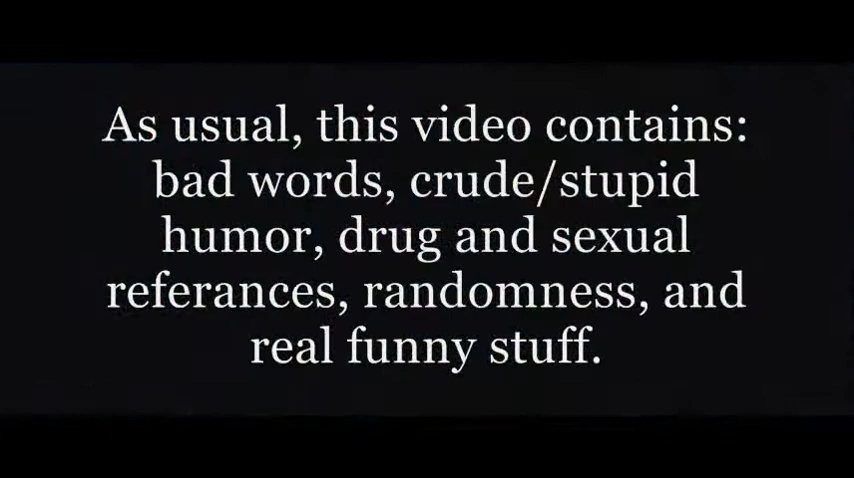 As usual, this video contains:
bad words, crude/stupid
humor, drug and sexual
referances, randomness, and
real funny stuff.